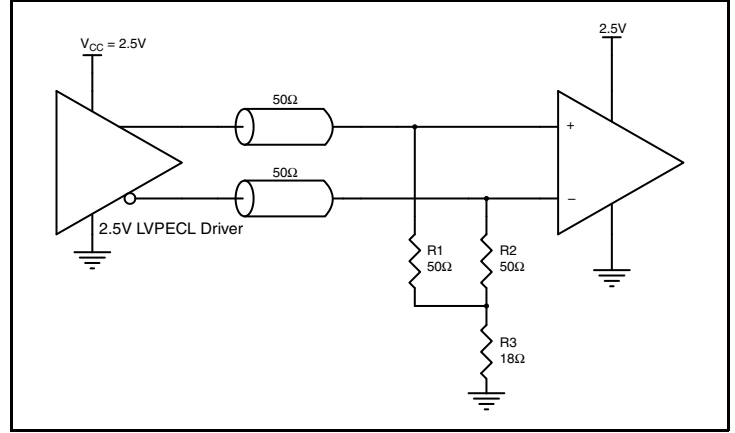 V_CC = 2.5V
2.5V
50Ω
50Ω
+
−
2.5V LVPECL Driver
R1
50Ω
R2
50Ω
R3
18Ω